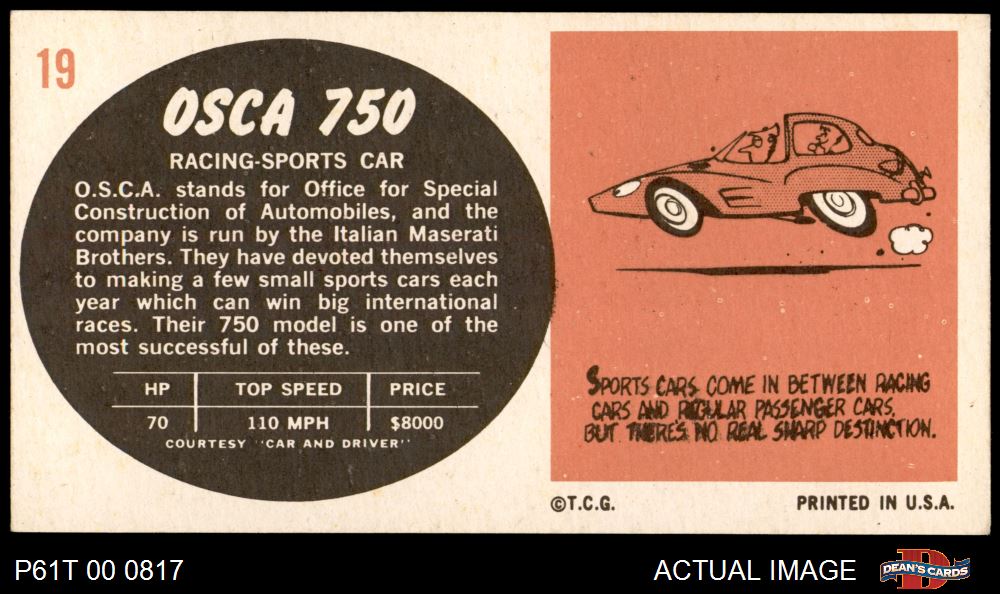 19
OSCA 750
RACING-SPORTS CAR
O.S.C.A. stands for Office for Special
Construction of Automobiles, and the
company is run by the Italian Maserati
Brothers. They have devoted themselves
to making a few small sports cars each
year which can win big international
races. Their 750 model is one of the
most successful of these.
HP TOP SPEED PRICE
70 110 MPH $8000
COURTESY "CAR AND DRIVER"
SPORTS CARS COME IN BETWEEN RACING
CARS AND REGULAR PASSENGER CARS,
BUT THERE'S NO REAL SHARP DESTINCTION.
©T.C.G. PRINTED IN U.S.A.
P61T 00 0817 ACTUAL IMAGE DEAN'S CARDS